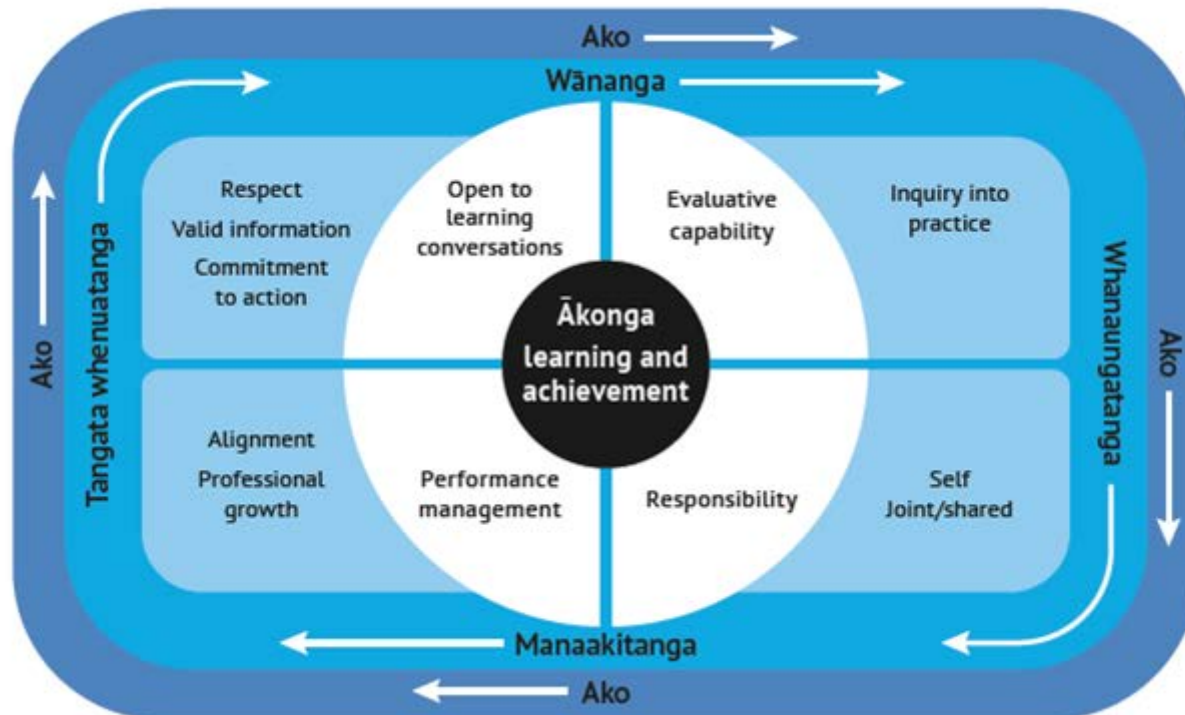 Ako
Wānanga
Respect
Valid information
Commitment
to action
Open to
learning
conversations
Evaluative
capability
Inquiry into
practice
Tangata whenuatanga
Ako
Ākonga
learning and
achievement
Whanaungatanga
Ako
Alignment
Professional
growth
Performance
management
Responsibility
Self
Joint/shared
Manaakitanga
Ako